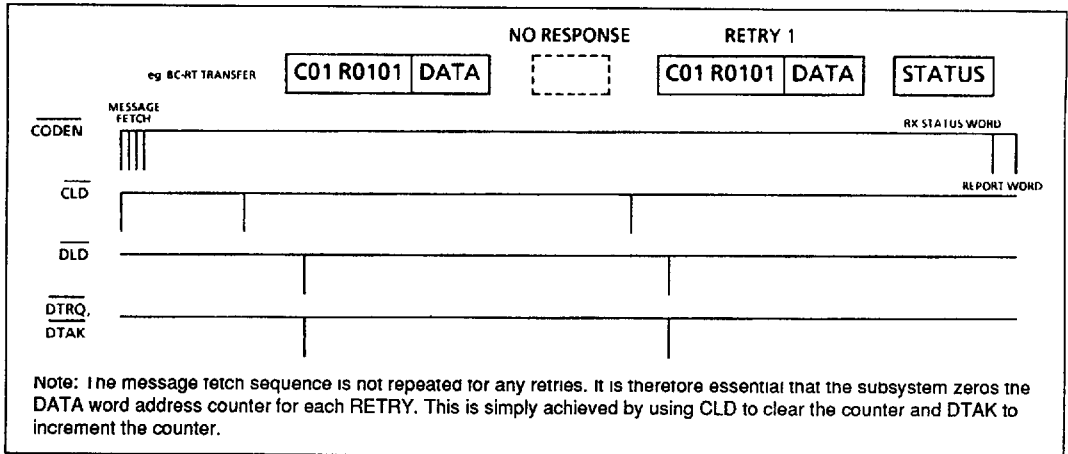 NO RESPONSE RETRY 1
eg BC-RT TRANSFER C01 R0101 DATA C01 R0101 DATA STATUS
MESSAGE
FETCH
CODEN RX STATUS WORD
REPORT WORD
CLD
DLD
DTRQ,
DTAK
Note: The message fetch sequence is not repeated for any retries. It is therefore essential that the subsystem zeros the
DATA word address counter for each RETRY. This is simply achieved by using CLD to clear the counter and DTAK to
increment the counter.